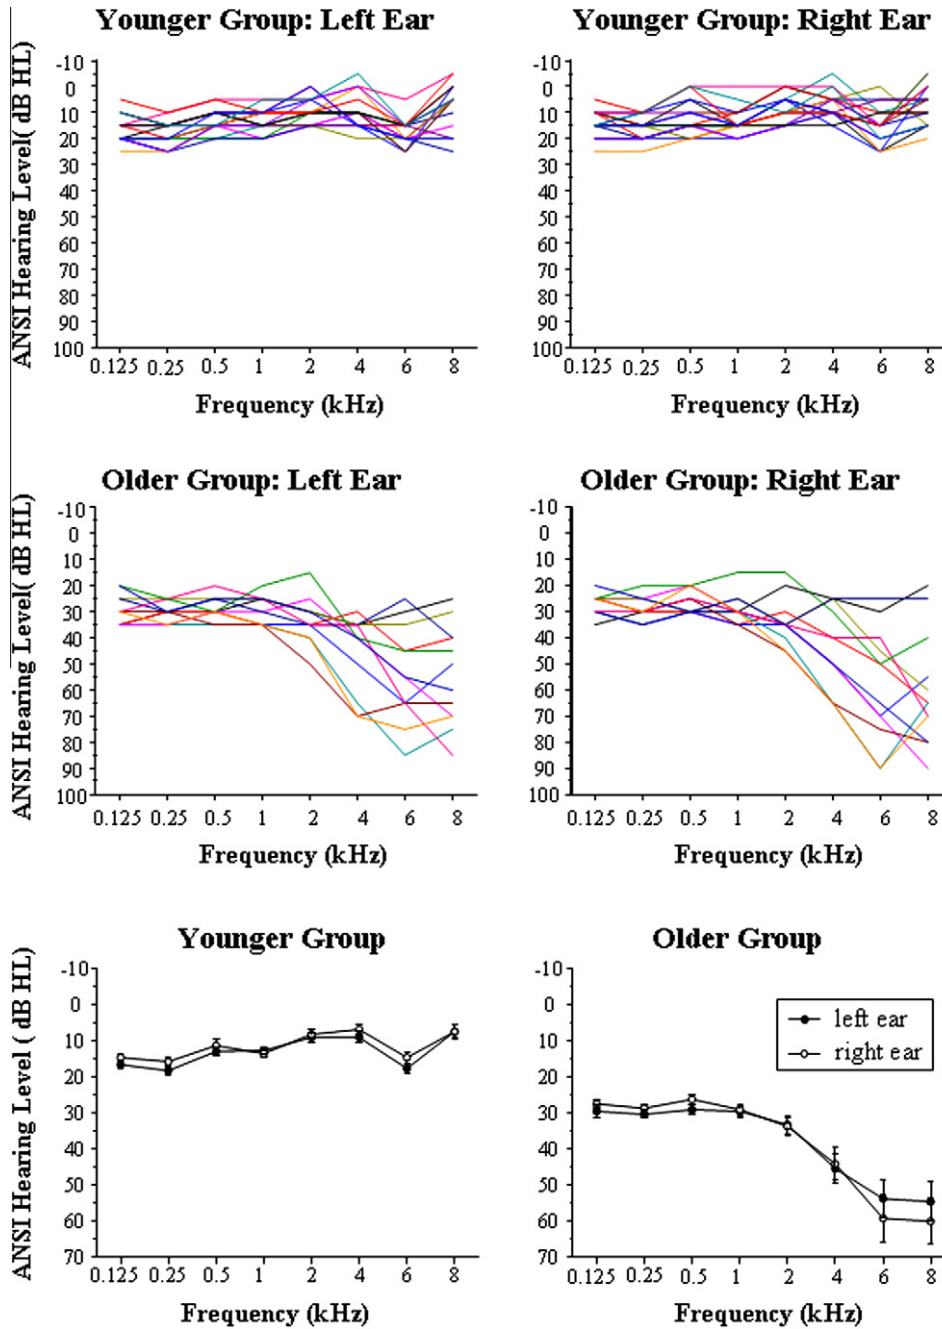 Younger Group: Left Ear
Younger Group: Right Ear
ANSI Hearing Level( dB HL)
-10
0
10
20
30
40
50
60
70
80
90
100
0.125 0.25 0.5 1 2 4 6 8
Frequency (kHz)
-10
0
10
20
30
40
50
60
70
80
90
100
0.125 0.25 0.5 1 2 4 6 8
Frequency (kHz)
Older Group: Left Ear
Older Group: Right Ear
ANSI Hearing Level( dB HL)
-10
0
10
20
30
40
50
60
70
80
90
100
0.125 0.25 0.5 1 2 4 6 8
Frequency (kHz)
-10
0
10
20
30
40
50
60
70
80
90
100
0.125 0.25 0.5 1 2 4 6 8
Frequency (kHz)
Younger Group
Older Group
ANSI Hearing Level ( dB HL)
-10
0
10
20
30
40
50
60
70
0.125 0.25 0.5 1 2 4 6 8
Frequency (kHz)
-10
0
10
20
30
40
50
60
70
left ear
right ear
0.125 0.25 0.5 1 2 4 6 8
Frequency (kHz)